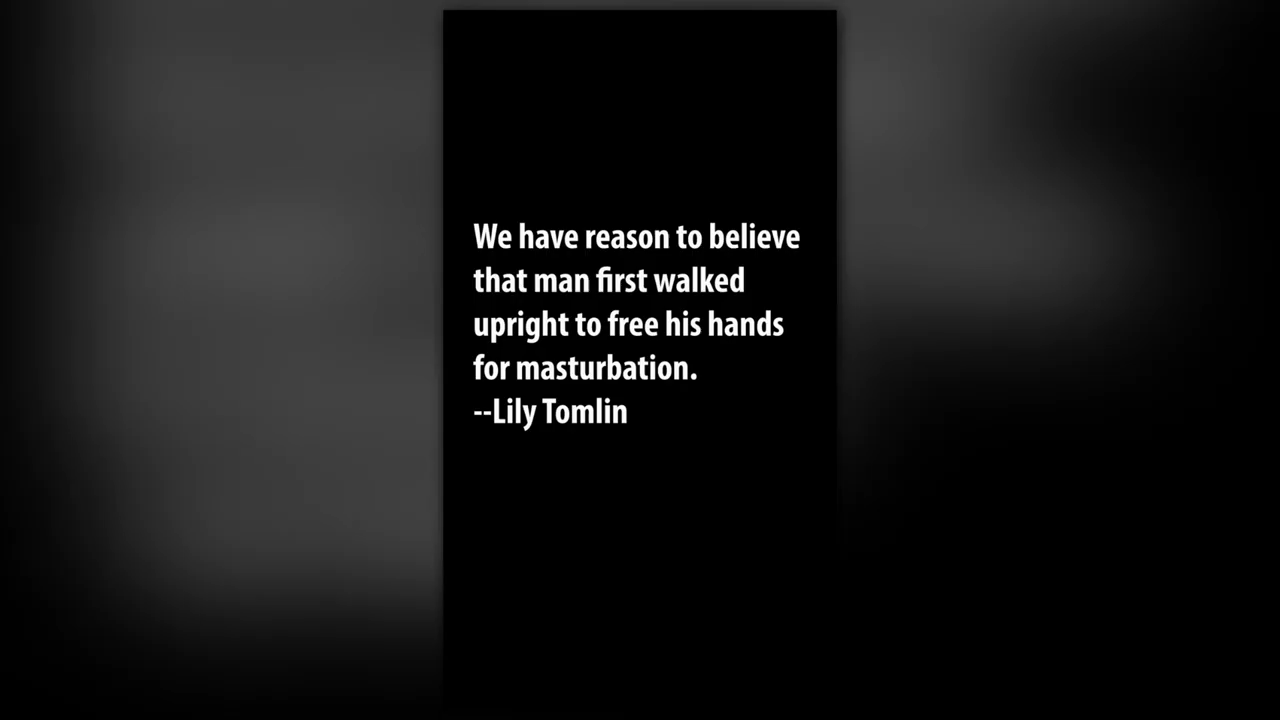 We have reason to believe
that man first walked
upright to free his hands
for masturbation.
--Lily Tomlin